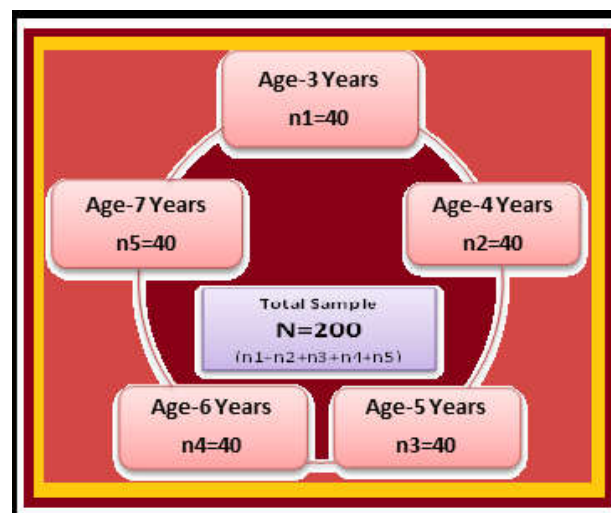 Age-3 Years
n1=40
Age-4 Years
n2=40
Age-5 Years
n3=40
Age-6 Years
n4=40
Age-7 Years
n5=40
Total Sample
N=200
(n1+n2+n3+n4+n5)